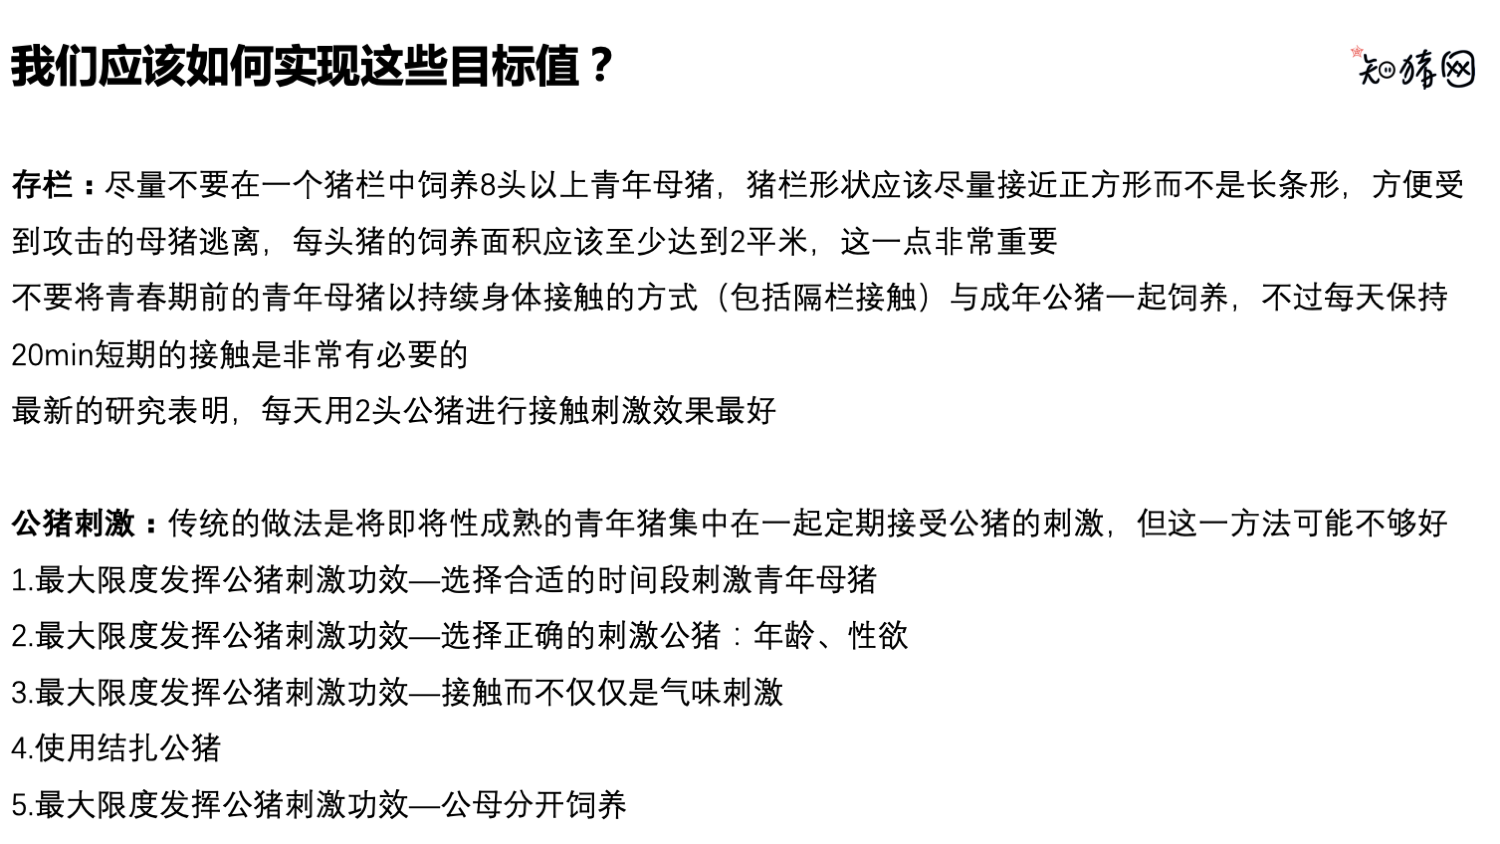 我们应该如何实现这些目标值？
知猪网
存栏：尽量不要在一个猪栏中饲养8头以上青年母猪，猪栏形状应该尽量接近正方形而不是长条形，方便受
到攻击的母猪逃离，每头猪的饲养面积应该至少达到2平米，这一点非常重要
不要将青春期前的青年母猪以持续身体接触的方式（包括隔栏接触）与成年公猪一起饲养，不过每天保持
20min短期的接触是非常有必要的
最新的研究表明，每天用2头公猪进行接触刺激效果最好
公猪刺激：传统的做法是将即将性成熟的青年猪集中在一起定期接受公猪的刺激，但这一方法可能不够好
1.最大限度发挥公猪刺激功效—选择合适的时间段刺激青年母猪
2.最大限度发挥公猪刺激功效—选择正确的刺激公猪：年龄、性欲
3.最大限度发挥公猪刺激功效—接触而不仅仅是气味刺激
4.使用结扎公猪
5.最大限度发挥公猪刺激功效—公母分开饲养